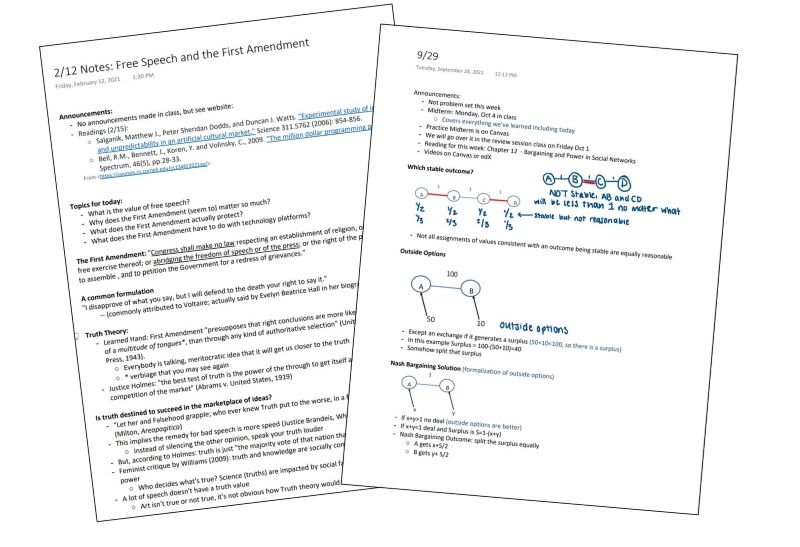 2/12 Notes: Free Speech and the First Amendment
Friday, February 12, 2021 1:30 PM
Announcements:
- No announcements made in class, but see website:
- Readings (2/15):
○ Salganik, Matthew J., Peter Sheridan Dodds, and Duncan J. Watts. "Experimental study of i
and unpredictability in an artificial cultural market." Science 311.5762 (2006): 854-856.
○ Bell, R.M., Bennett, J., Koren, Y. and Volinsky, C., 2009. "The million dollar programming p
Spectrum, 46(5), pp.28-33.
Topics for today:
- What is the value of free speech?
- Why does the First Amendment (seem to) matter so much?
- What does the First Amendment actually protect?
- What does the First Amendment have to do with technology platforms?
The First Amendment: "Congress shall make no law respecting an establishment of religion, o
free exercise thereof; or abridging the freedom of speech or of the press; or the right of the p
to assemble , and to petition the Government for a redress of grievances."
A common formulation
"I disapprove of what you say, but I will defend to the death your right to say it."
-- (commonly attributed to Voltaire; actually said by Evelyn Beatrice Hall in her biogra
Truth Theory:
- Learned Hand: First Amendment "presupposes that right conclusions are more like
of a multitude of tongues*, than through any kind of authoritative selection" (Unit
Press, 1943).
○ Everybody is talking, meritocratic idea that it will get us closer to the truth
○ * verbiage that you may see again
- Justice Holmes: "the best test of truth is the power of the through to get itself a
competition of the market" (Abrams v. United States, 1919)
Is truth destined to succeed in the marketplace of ideas?
- "Let her and Falsehood grapple; who ever knew Truth put to the worse, in a f
(Milton, Areopagitica)
- This implies the remedy for bad speech is more speed (Justice Brandeis, Wh
○ Instead of silencing the other opinion, speak your truth louder
- But, according to Holmes: truth is just "the majority vote of that nation tha
- Feminist critique by Williams (2009): truth and knowledge are socially con
power
○ Who decides what's true? Science (truths) are impacted by social fa
- A lot of speech doesn't have a truth value
○ Art isn't true or not true, it's not obvious how Truth theory would
9/29
Tuesday, September 28, 2021 12:13 PM
Announcements:
- Not problem set this week
- Midterm: Monday, Oct 4 in class
○ Covers everything we've learned including today
- Practice Midterm is on Canvas
- We will go over it in the review session class on Friday Oct 1
- Reading for this week: Chapter 12 - Bargaining and Power in Social Networks
- Videos on Canvas or edX
Which stable outcome?
A B C D
NOT Stable; AB and CD
will be less than 1 no matter what
1 1 1
A B C D
1/2 1/2 1/2 1/2 ← stable but not reasonable
1/3 2/3 2/3 1/3
- Not all assignments of values consistent with an outcome being stable are equally reasonable
Outside Options
100
A B
50 10 outside options
- Except an exchange if it generates a surplus (50+10<100, so there is a surplus)
- In this example Surplus = 100-(50+10)=40
- Somehow split that surplus
Nash Bargaining Solution (formalization of outside options)
1
A B
x y
- If x+y>1 no deal (outside options are better)
- If x+y<1 deal and Surplus is S=1-(x+y)
- Nash Bargaining Outcome: split the surplus equally
○ A gets x+S/2
○ B gets y+ S/2